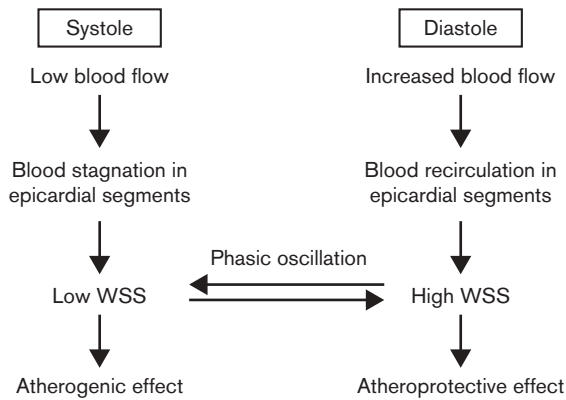 Systole
Diastole
Low blood flow
Increased blood flow
Blood stagnation in
epicardial segments
Blood recirculation in
epicardial segments
Phasic oscillation
Low WSS
High WSS
Atherogenic effect
Atheroprotective effect